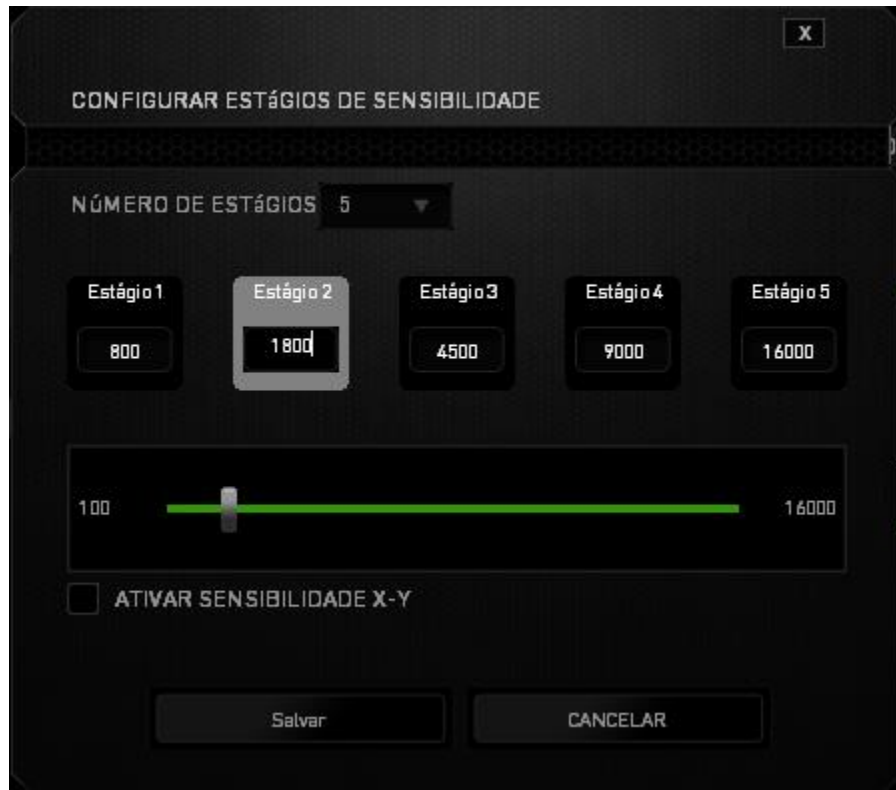 X
CONFIGURAR ESTáGIOS DE SENSIBILIDADE
NúMERO DE ESTáGIOS 5
Estágio 1 Estágio 2 Estágio 3 Estágio 4 Estágio 5
800 1800 4500 9000 16000
100 16000
ATIVAR SENSIBILIDADE X-Y
Salvar CANCELAR